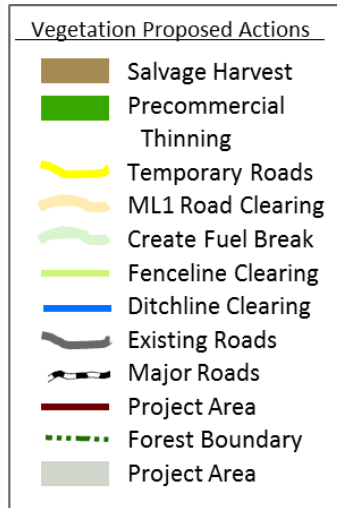 Vegetation Proposed Actions
Salvage Harvest
Precommercial
Thinning
Temporary Roads
ML1 Road Clearing
Create Fuel Break
Fenceline Clearing
Ditchline Clearing
Existing Roads
Major Roads
Project Area
Forest Boundary
Project Area